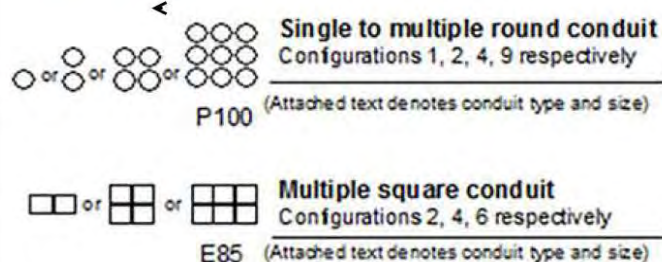 Single to multiple round conduit
or or or Configurations 1, 2, 4, 9 respectively
P100 (Attached text denotes conduit type and size)
Multiple square conduit
or or Configurations 2, 4, 6 respectively
E85 (Attached text denotes conduit type and size)